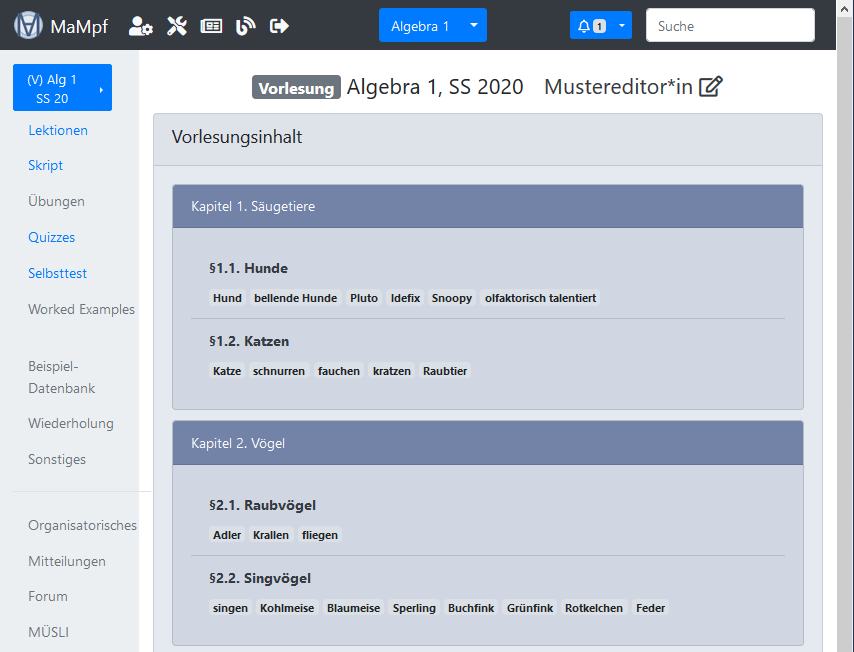 MaMpf
Algebra 1
1
Suche
(V) Alg 1
SS 20
Lektionen
Skript
Übungen
Quizzes
Selbsttest
Worked Examples
Beispiel-
Datenbank
Wiederholung
Sonstiges
Organisatorisches
Mitteilungen
Forum
MÜSLI
Vorlesung Algebra 1, SS 2020 Mustereditor*in
Vorlesungsinhalt
Kapitel 1. Säugetiere
§1.1. Hunde
Hund bellende Hunde Pluto Idefix Snoopy olfaktorisch talentiert
§1.2. Katzen
Katze schnurren fauchen kratzen Raubtier
Kapitel 2. Vögel
§2.1. Raubvögel
Adler Krallen fliegen
§2.2. Singvögel
singen Kohlmeise Blaumeise Sperling Buchfink Grünfink Rotkelchen Feder